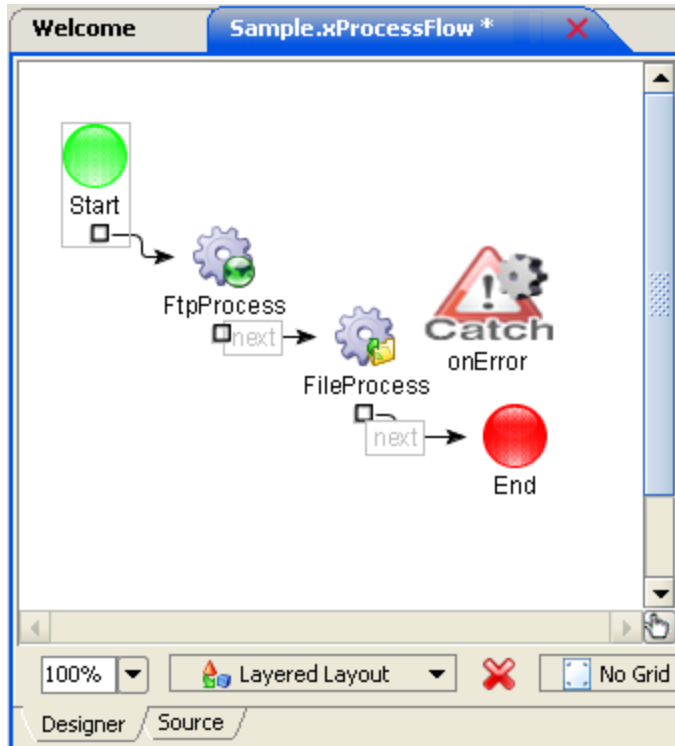 Welcome
Sample.xProcessFlow *
Start
FtpProcess
next
Catch
onError
FileProcess
next
End
100%
Layered Layout
No Grid
Designer
Source